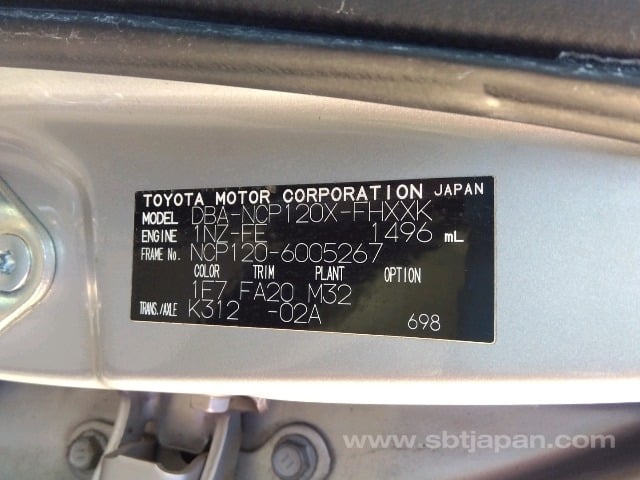 TOYOTA MOTOR CORPORATION JAPAN
MODEL DBA-NCP120X-FHXXK
ENGINE 1NZ-FE 1496 mL
FRAME No. NCP120-6005267
COLOR TRIM PLANT OPTION
1F7 FA20 M32
TRANS./AXLE K312 -02A
698
www.sbtjapan.com